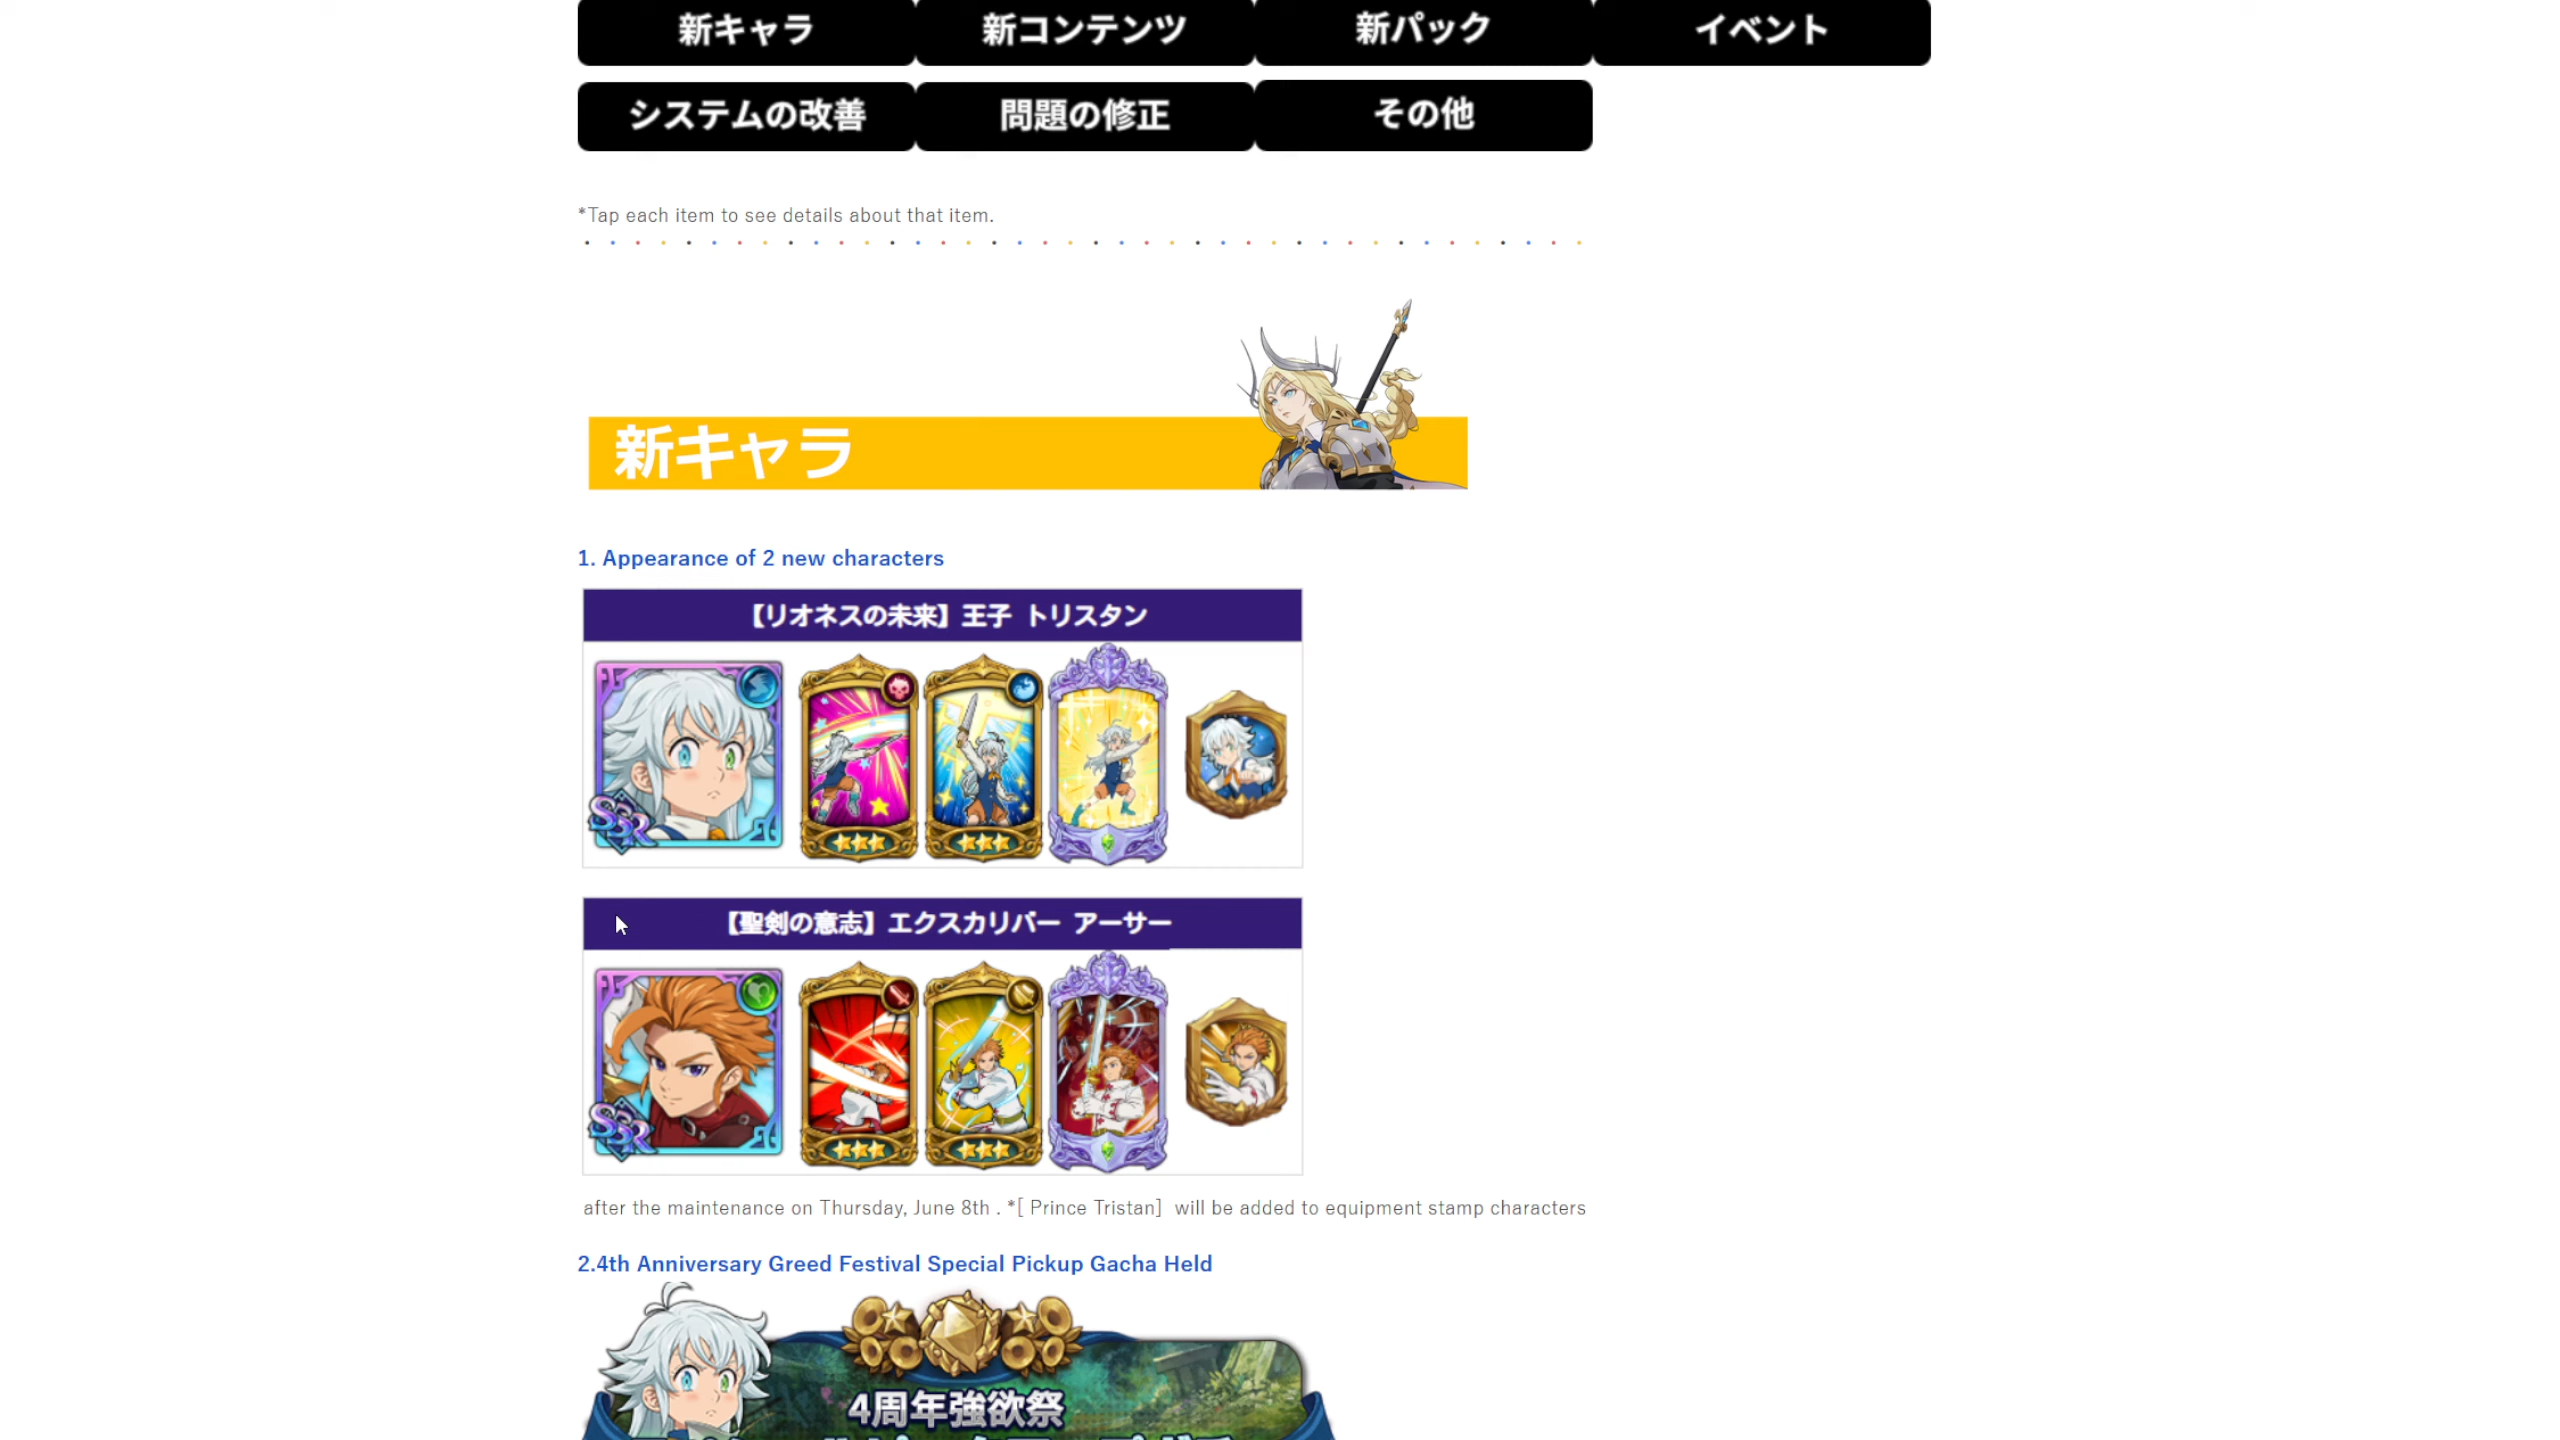 新キャラ 新コンテンツ 新パック イベント
システムの改善 問題の修正 その他
*Tap each item to see details about that item.
新キャラ
1. Appearance of 2 new characters
【リオネスの未来】王子 トリスタン
SSR
【聖剣の意志】エクスカリバー アーサー
SSR
after the maintenance on Thursday, June 8th . *[ Prince Tristan] will be added to equipment stamp characters
2.4th Anniversary Greed Festival Special Pickup Gacha Held
4周年強欲祭